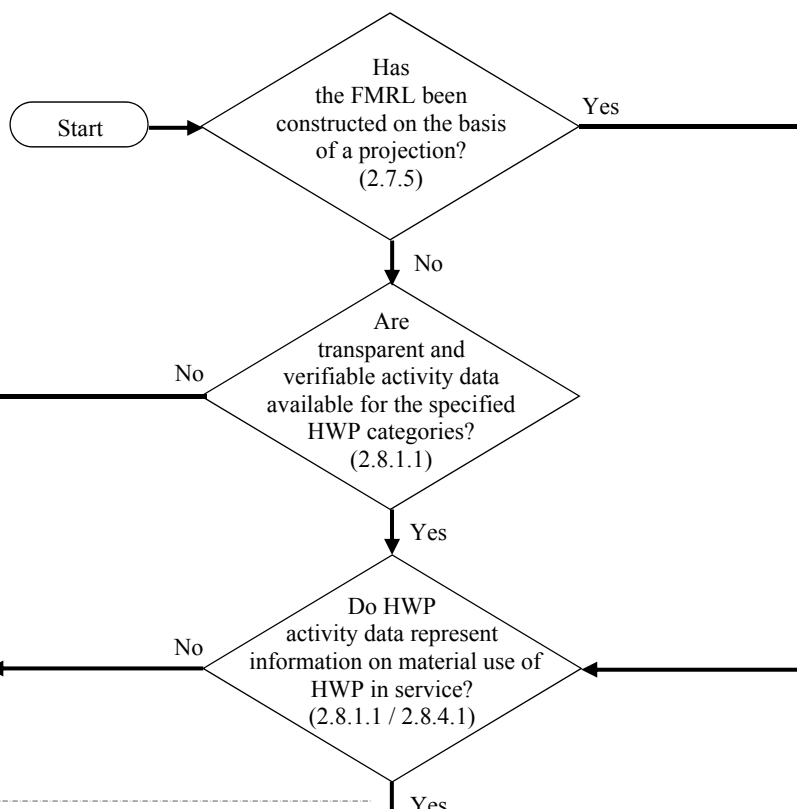 Has
the FMRL been
constructed on the basis
of a projection?
(2.7.5)
Start
Yes
No
Are
transparent and
verifiable activity data
available for the specified
HWP categories?
(2.8.1.1)
No
Yes
Do HWP
activity data represent
information on material use of
HWP in service?
(2.8.1.1 / 2.8.4.1)
No
Yes